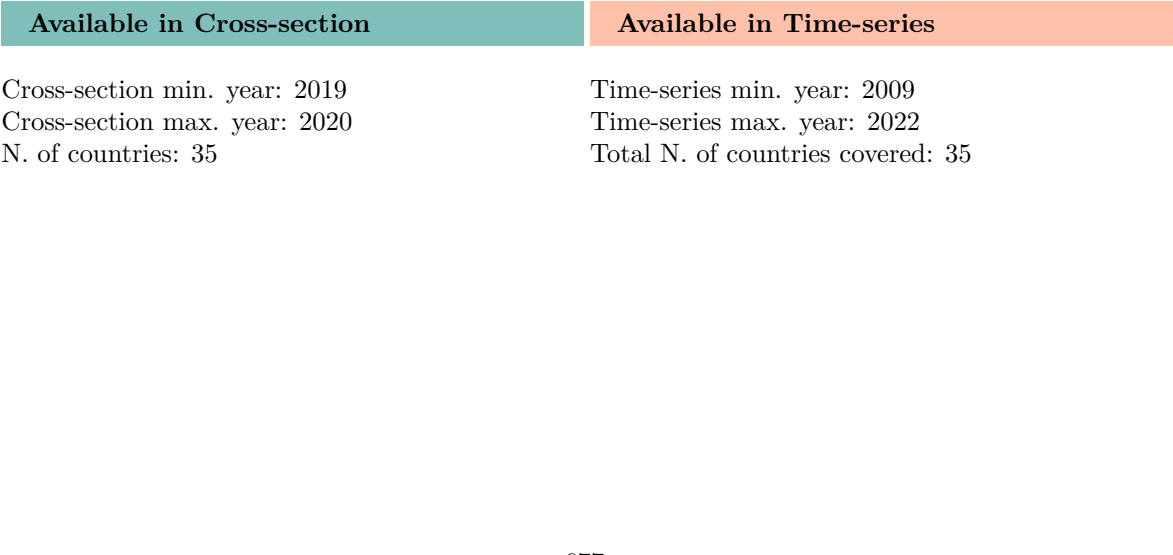 Available in Cross-section
Available in Time-series
Cross-section min. year: 2019
Cross-section max. year: 2020
N. of countries: 35
Time-series min. year: 2009
Time-series max. year: 2022
Total N. of countries covered: 35